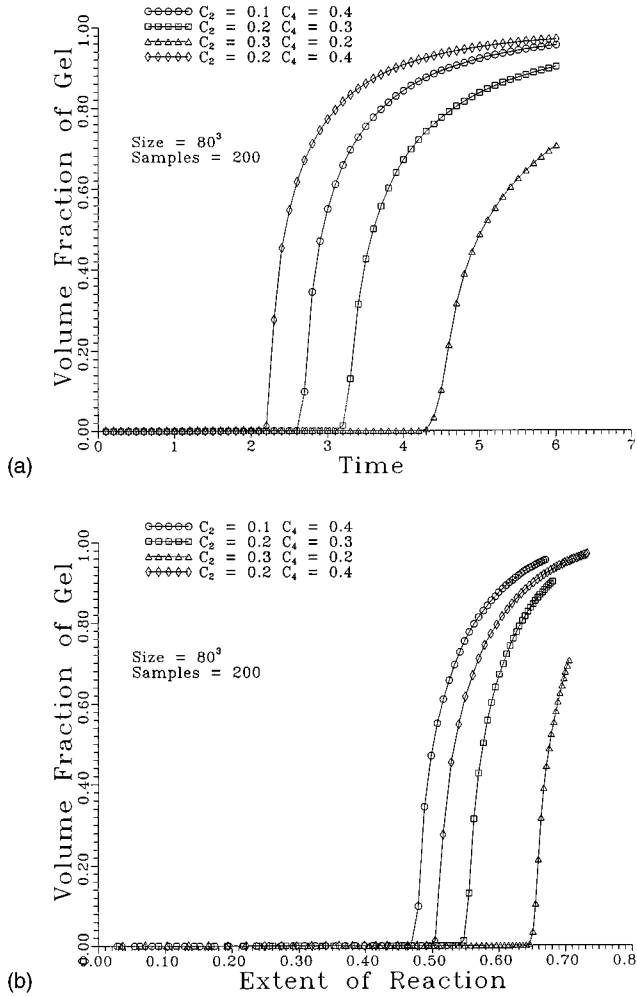 C₂ = 0.1 C₄ = 0.4
C₂ = 0.2 C₄ = 0.3
C₂ = 0.3 C₄ = 0.2
C₂ = 0.2 C₄ = 0.4
Size = 80³
Samples = 200
Volume Fraction of Gel
0.00 0.20 0.40 0.60 0.80 1.00
0 1 2 3 4 5 6 7
Time
(a)
C₂ = 0.1 C₄ = 0.4
C₂ = 0.2 C₄ = 0.3
C₂ = 0.3 C₄ = 0.2
C₂ = 0.2 C₄ = 0.4
Size = 80³
Samples = 200
Volume Fraction of Gel
0.00 0.20 0.40 0.60 0.80 1.00
0.00 0.10 0.20 0.30 0.40 0.50 0.60 0.70 0.8
Extent of Reaction
(b)